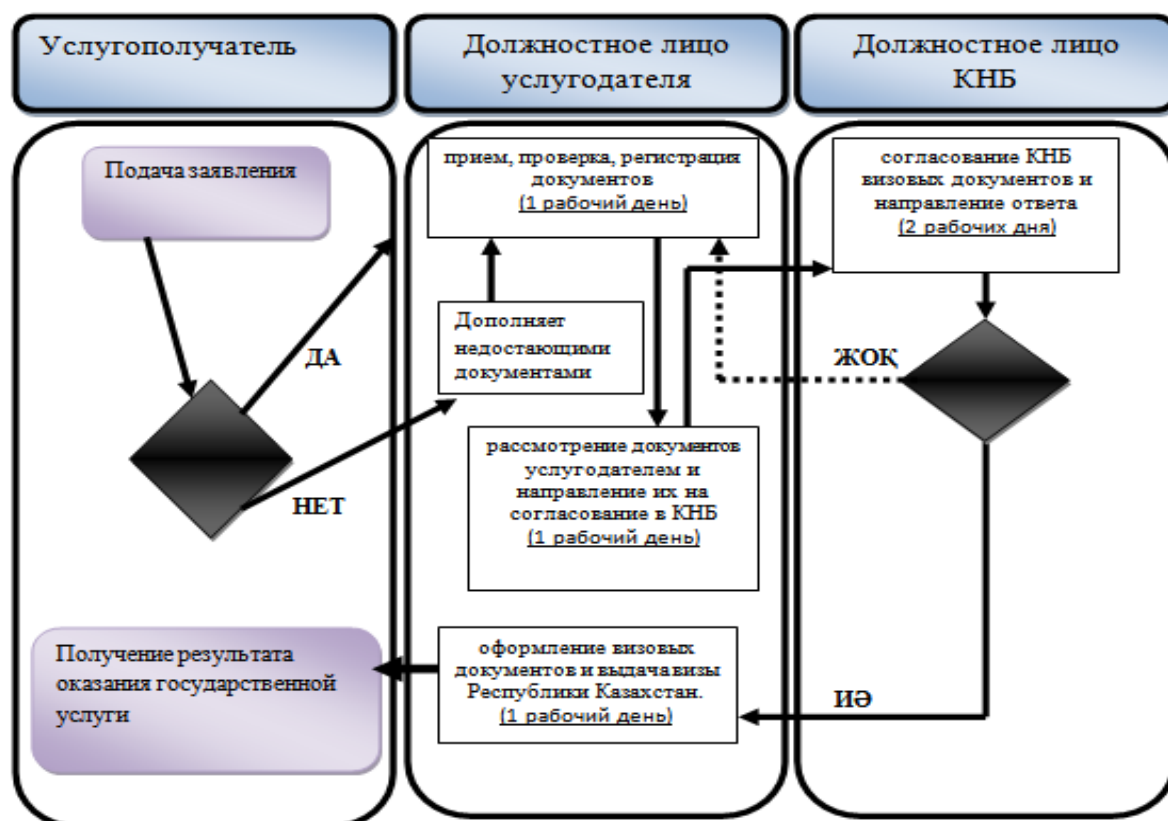 Услугополучатель
Должностное лицо
услугодателя
Должностное лицо
КНБ
Подача заявления
ДА
НЕТ
Получение результата
оказания государственной
услуги
прием, проверка, регистрация
документов
(1 рабочий день)
Дополняет
недостающими
документами
рассмотрение документов
услугодателем и
направление их на
согласование в КНБ
(1 рабочий день)
оформление визовых
документов и выдачавизы
Республики Казахстан.
(1 рабочий день)
согласование КНБ
визовых документов и
направление ответа
(2 рабочих дня)
ЖОҚ
ИӘ